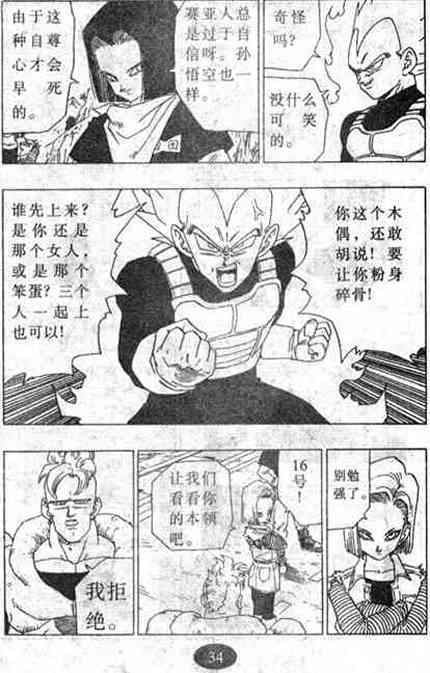 奇怪
吗?
没什么
可笑
的。
赛亚人总
是过于自
信呀。孙
悟空也一
样。
由于这
种自尊
心才会
早死
的。
你这个木
偶,还敢
胡说!要
让你粉身
碎骨!
谁先上来?
是你还是
那个女人,
或是那个
笨蛋?三个
人一起上
也可以!
别勉
强了。
16
号!
让我们
看看你
的本领
吧。
我拒
绝。
34